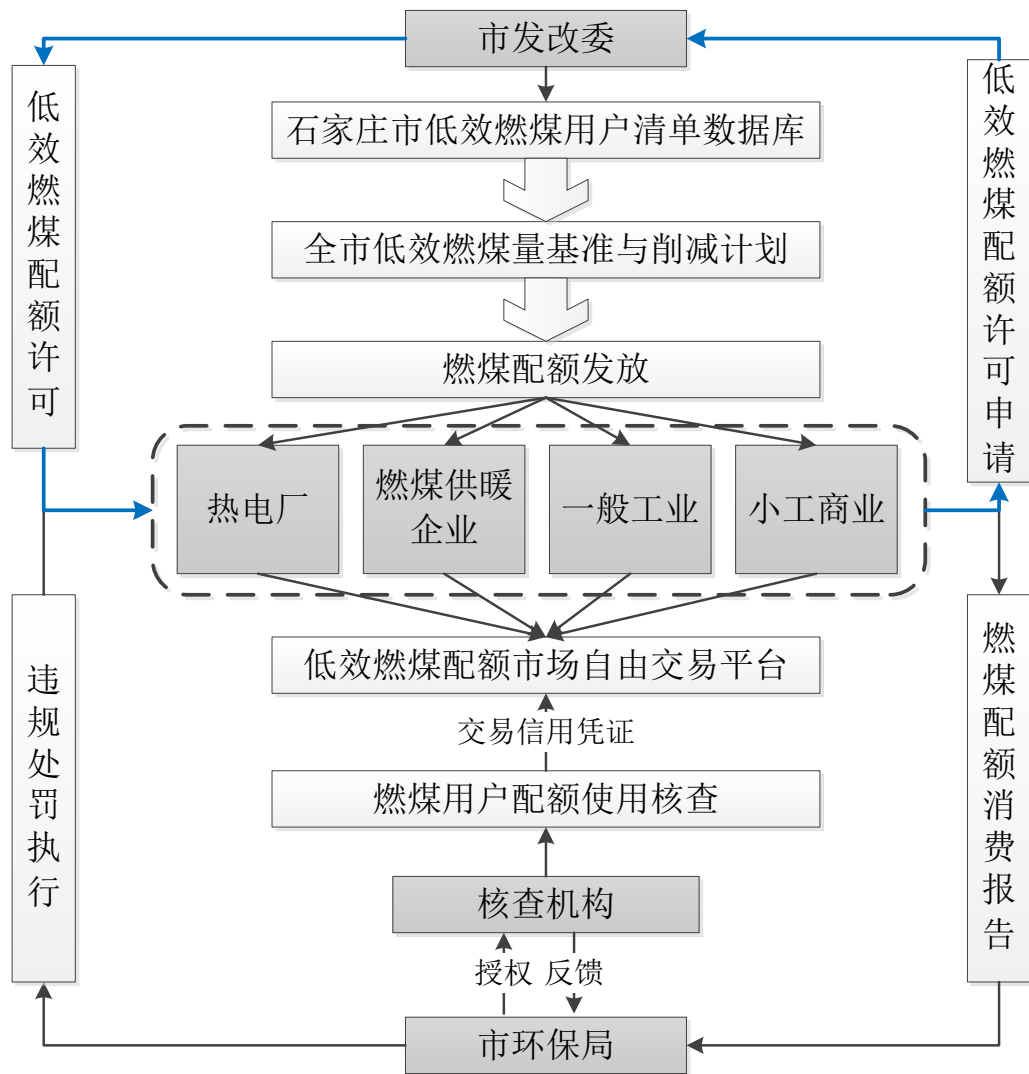 市发改委
低效燃煤配额许可
低效燃煤配额许可申请
石家庄市低效燃煤用户清单数据库
全市低效燃煤量基准与削减计划
燃煤配额发放
热电厂
燃煤供暖
企业
一般工业
小工商业
低效燃煤配额市场自由交易平台
违规处罚执行
燃煤配额消费报告
交易信用凭证
燃煤用户配额使用核查
核查机构
授权
反馈
市环保局